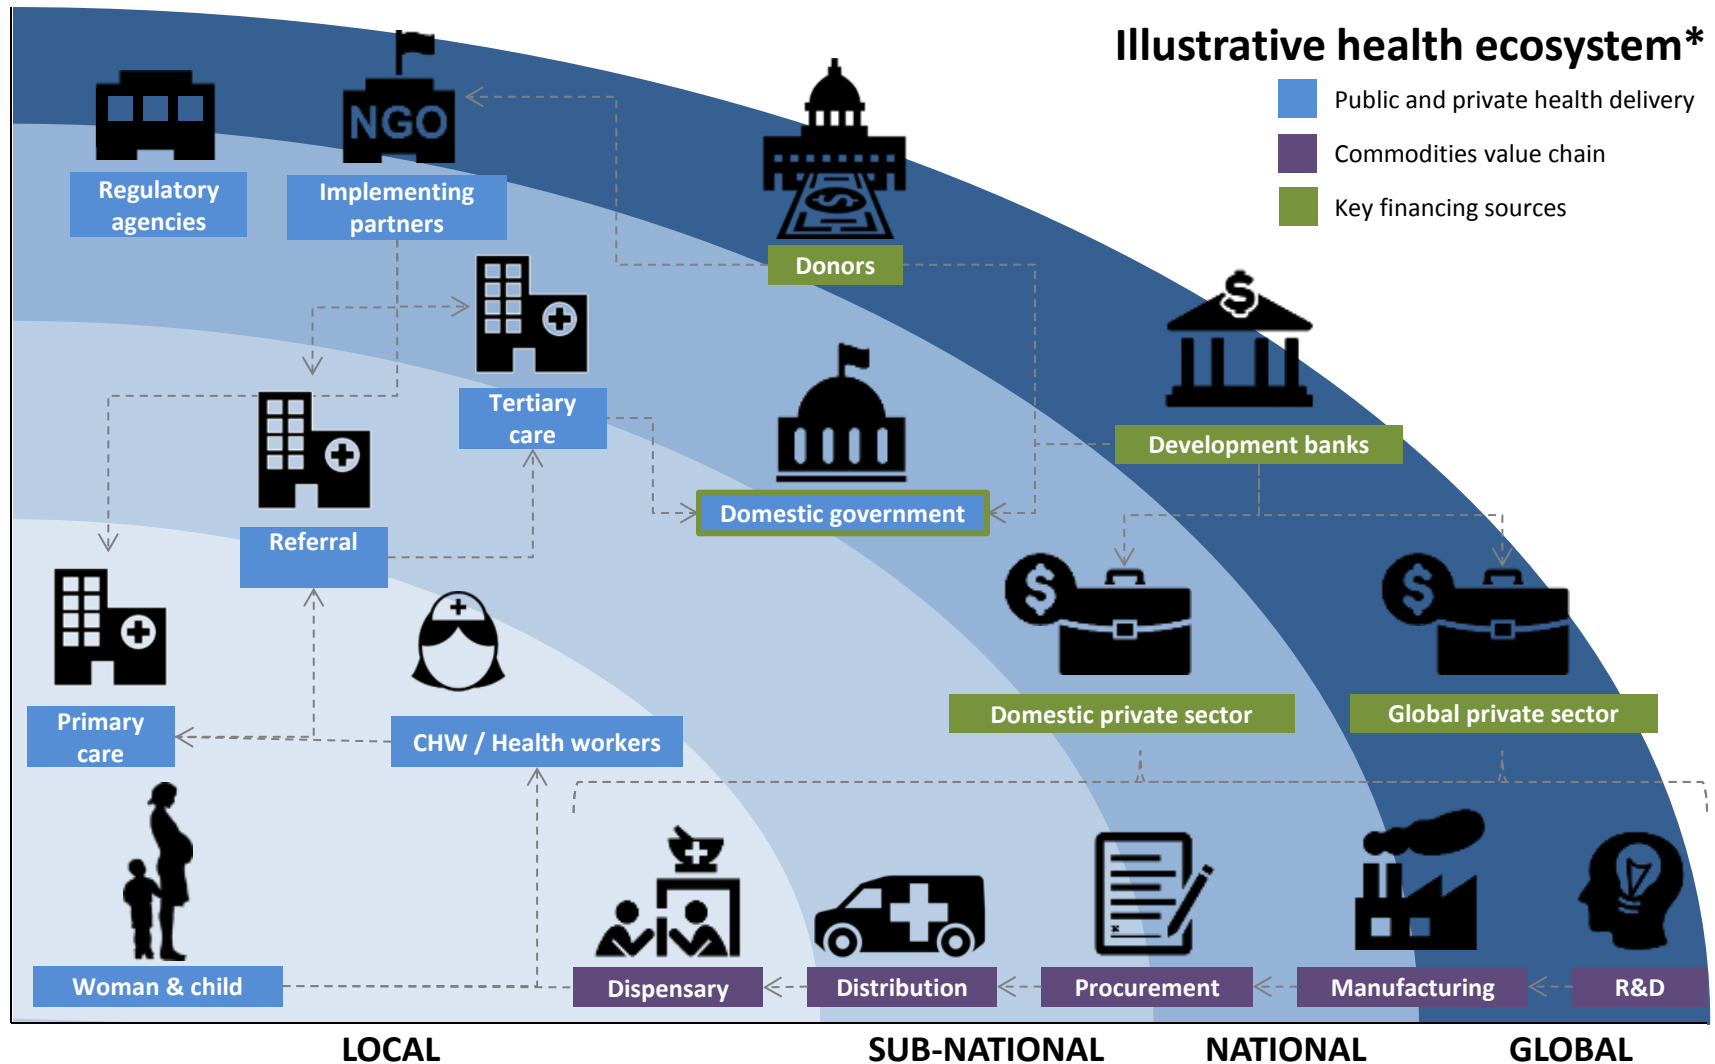 Illustrative health ecosystem*
Public and private health delivery
Commodities value chain
Key financing sources
NGO
Regulatory
agencies
Implementing
partners
Donors
Tertiary
care
Development banks
Domestic government
Referral
$
$
$
$
Primary
care
CHW / Health workers
Domestic private sector
Global private sector
Woman & child
Dispensary
Distribution
Procurement
Manufacturing
R&D
LOCAL
SUB-NATIONAL
NATIONAL
GLOBAL